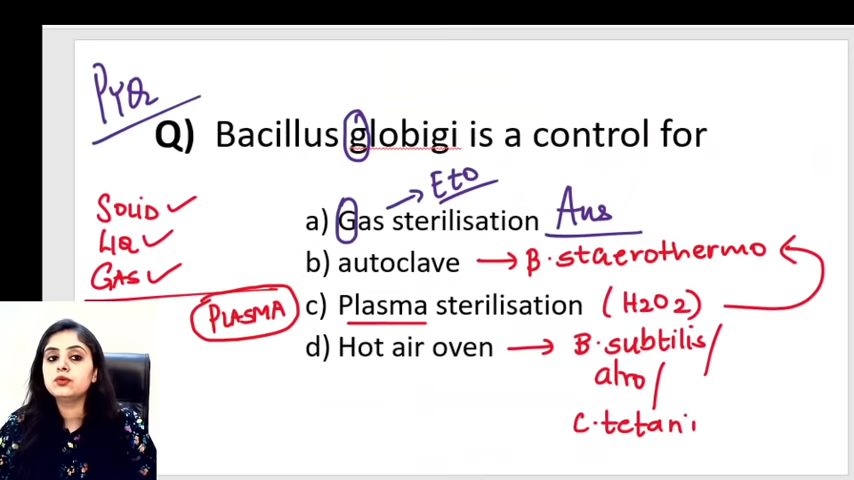 PYQ
Q) Bacillus globigi is a control for
→ Eto
a) Gas sterilisation Ans
b) autoclave → B. staerothermo
c) Plasma sterilisation (H2O2)
d) Hot air oven → B. subtilis/
atro/
C. tetani
SOLID ✓
LIQ ✓
GAS ✓
PLASMA